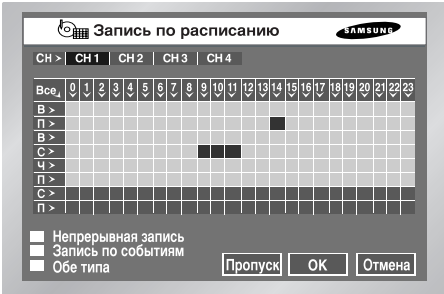 Запись по расписанию SAMSUNG
CH > CH 1 CH 2 CH 3 CH 4
Все 0 1 2 3 4 5 6 7 8 9 10 11 12 13 14 15 16 17 18 19 20 21 22 23
В >
П >
В >
С >
Ч >
П >
С >
П >
Непрерывная запись
Запись по событиям
Обе типа
Пропуск OK Отмена